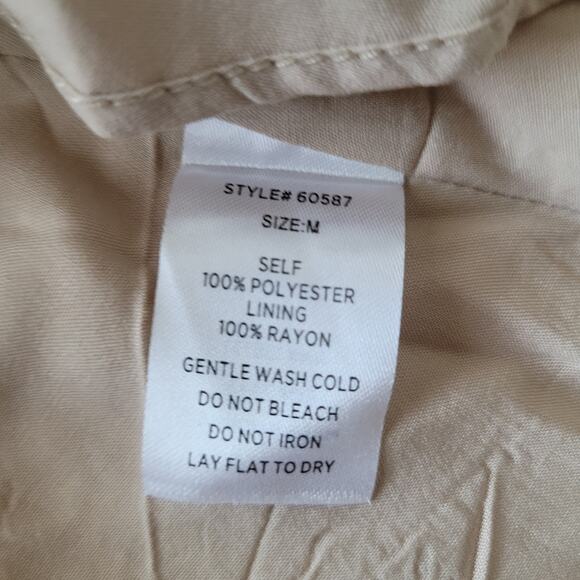 STYLE# 60587
SIZE:M
SELF
100% POLYESTER
LINING
100% RAYON
GENTLE WASH COLD
DO NOT BLEACH
DO NOT IRON
LAY FLAT TO DRY